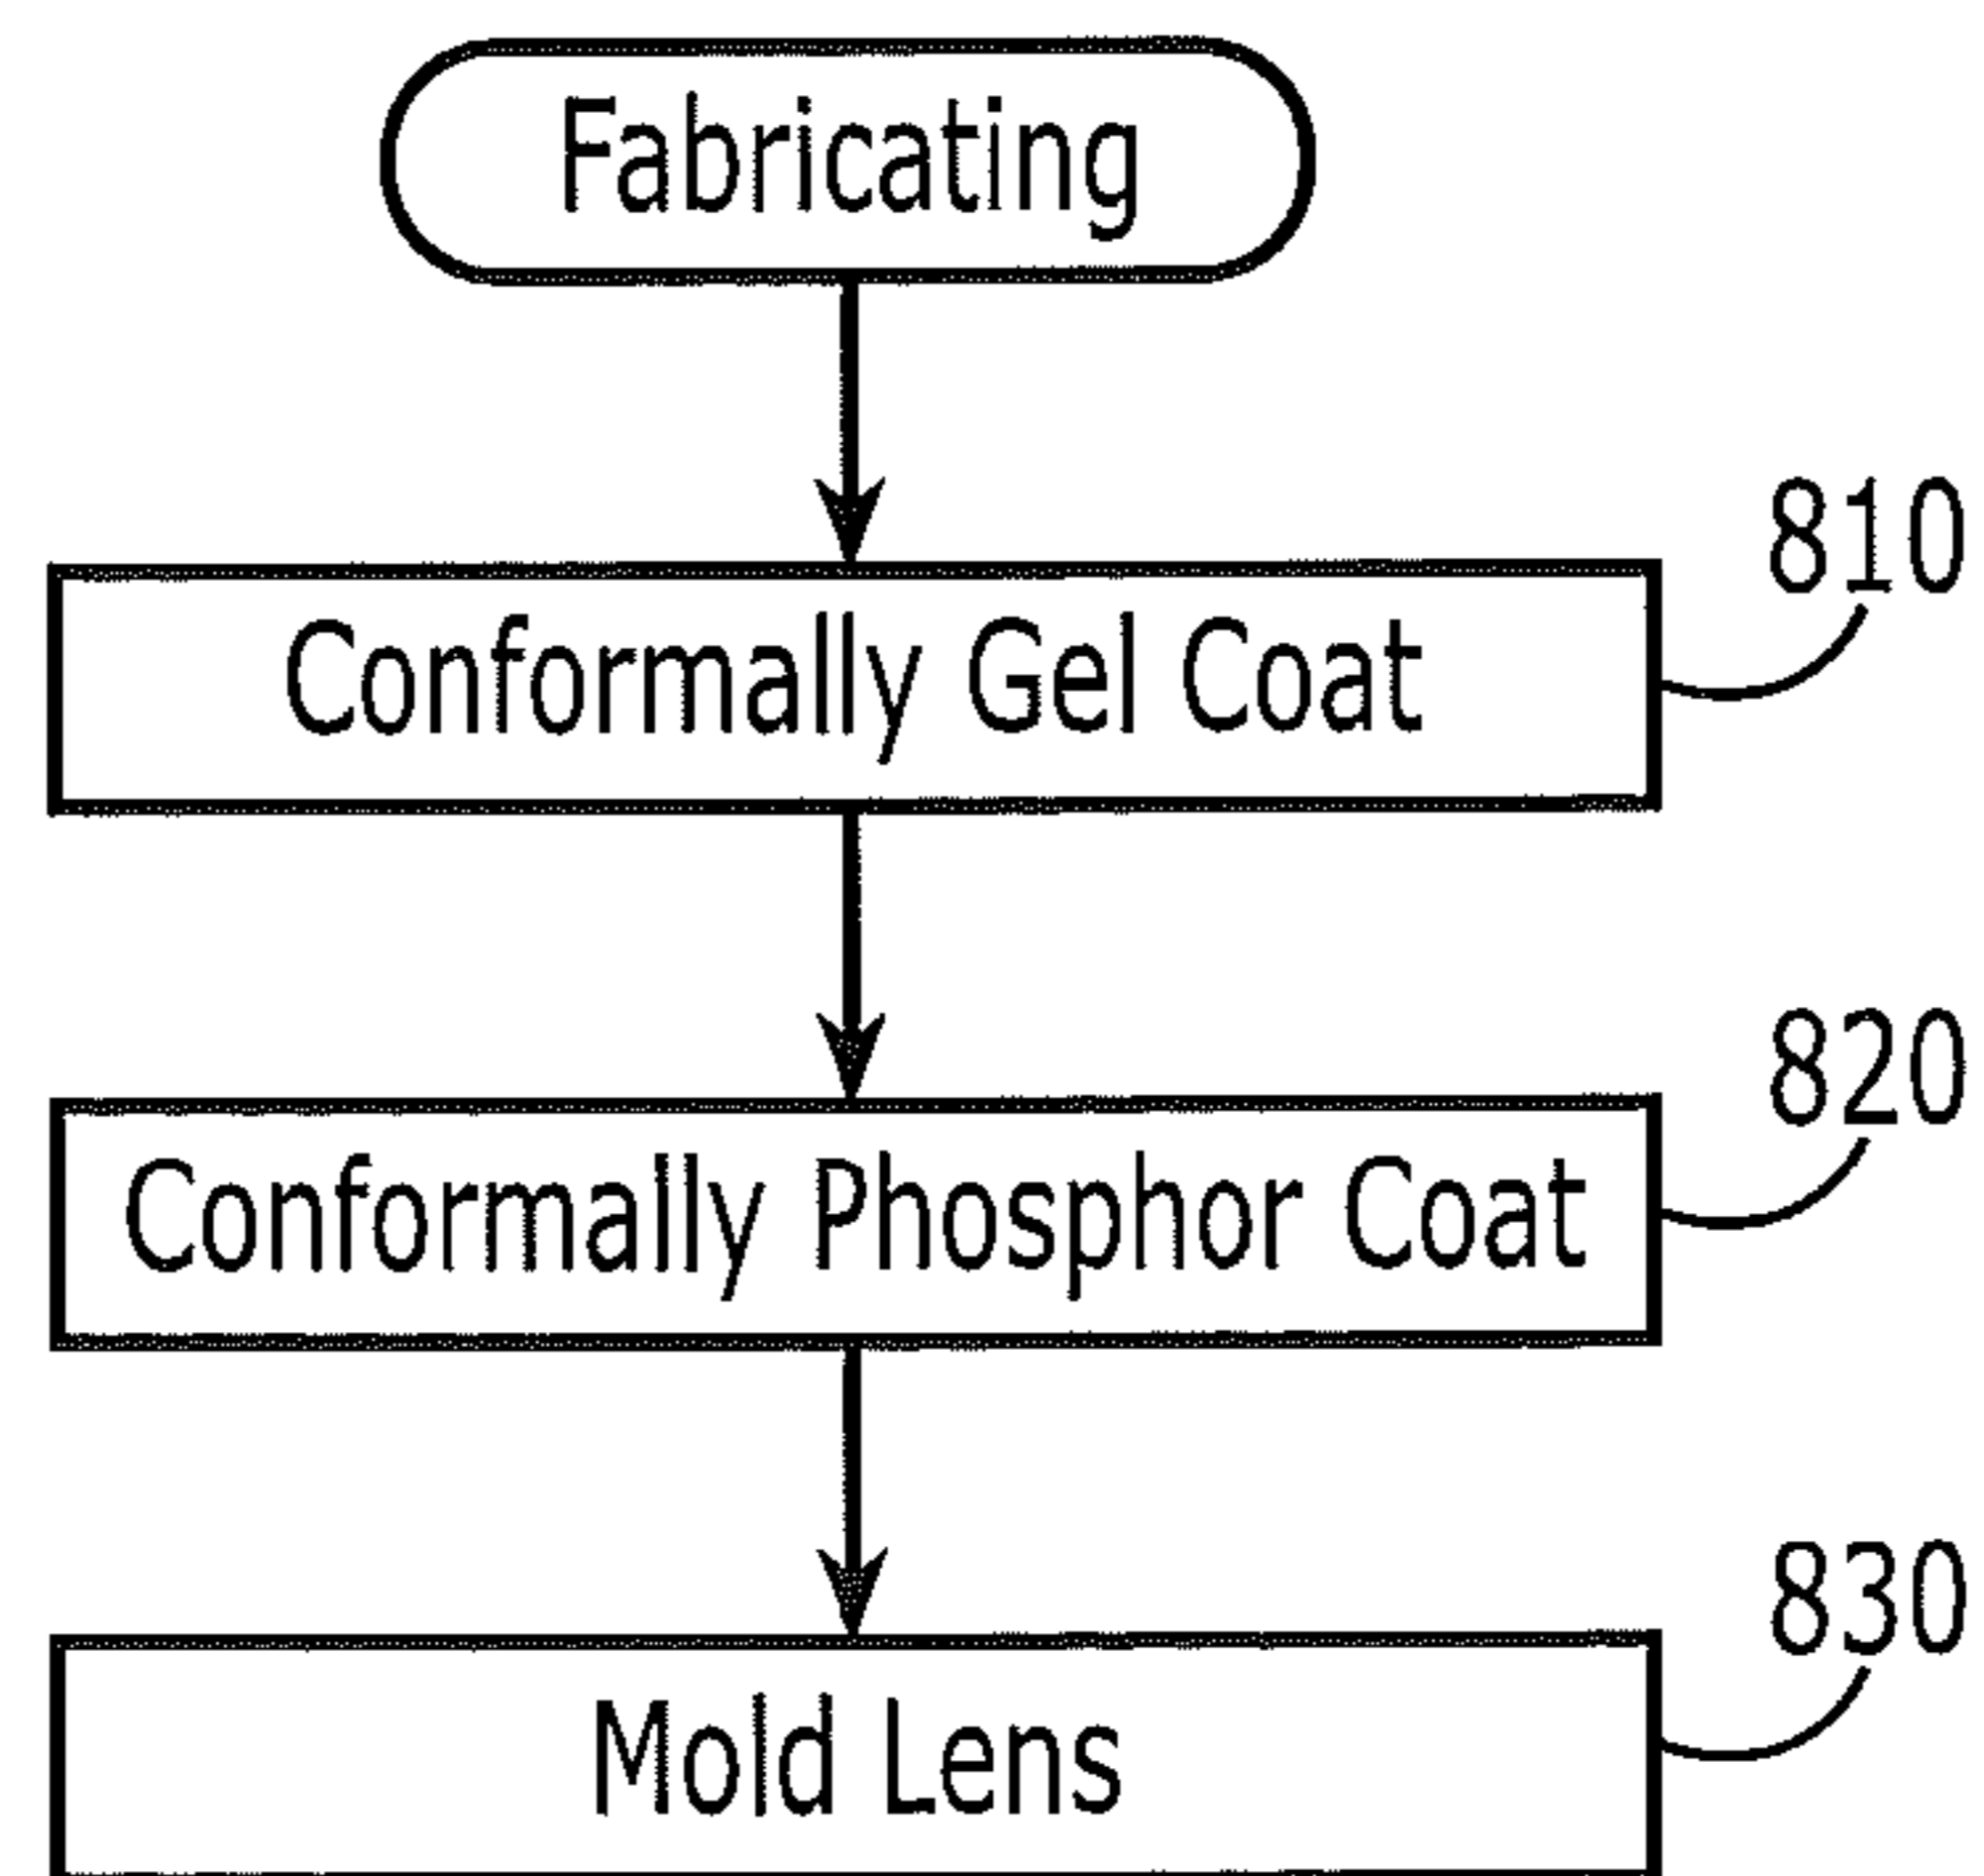 Fabricating
810
Conformally Gel Coat
820
Conformally Phosphor Coat
830
Mold Lens